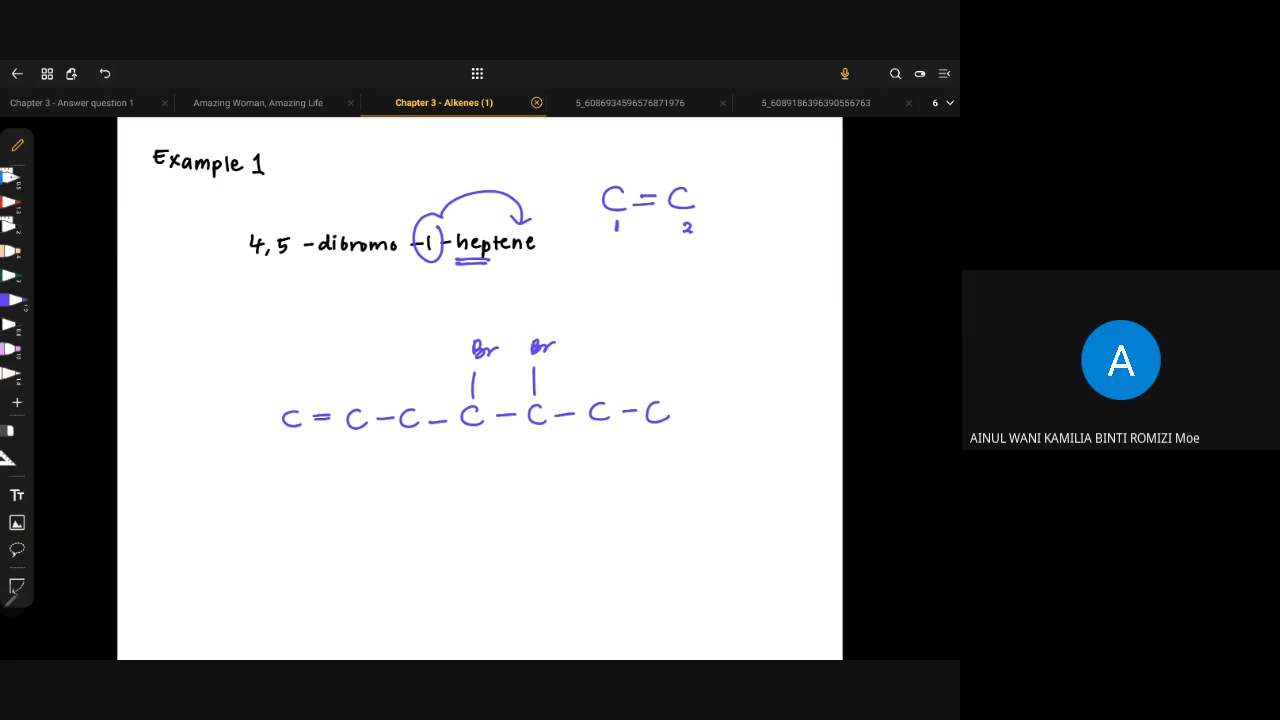 Chapter 3 - Answer question 1
Amazing Woman, Amazing Life
Chapter 3 - Alkenes (1)
5_6086934596576871976
5_6089186396390556763
6
Example 1
C = C
1 2
4,5 -dibromo -1 -heptene
Br Br
C = C - C - C - C - C - C
A
AINUL WANI KAMILIA BINTI ROMIZI Moe
Tт